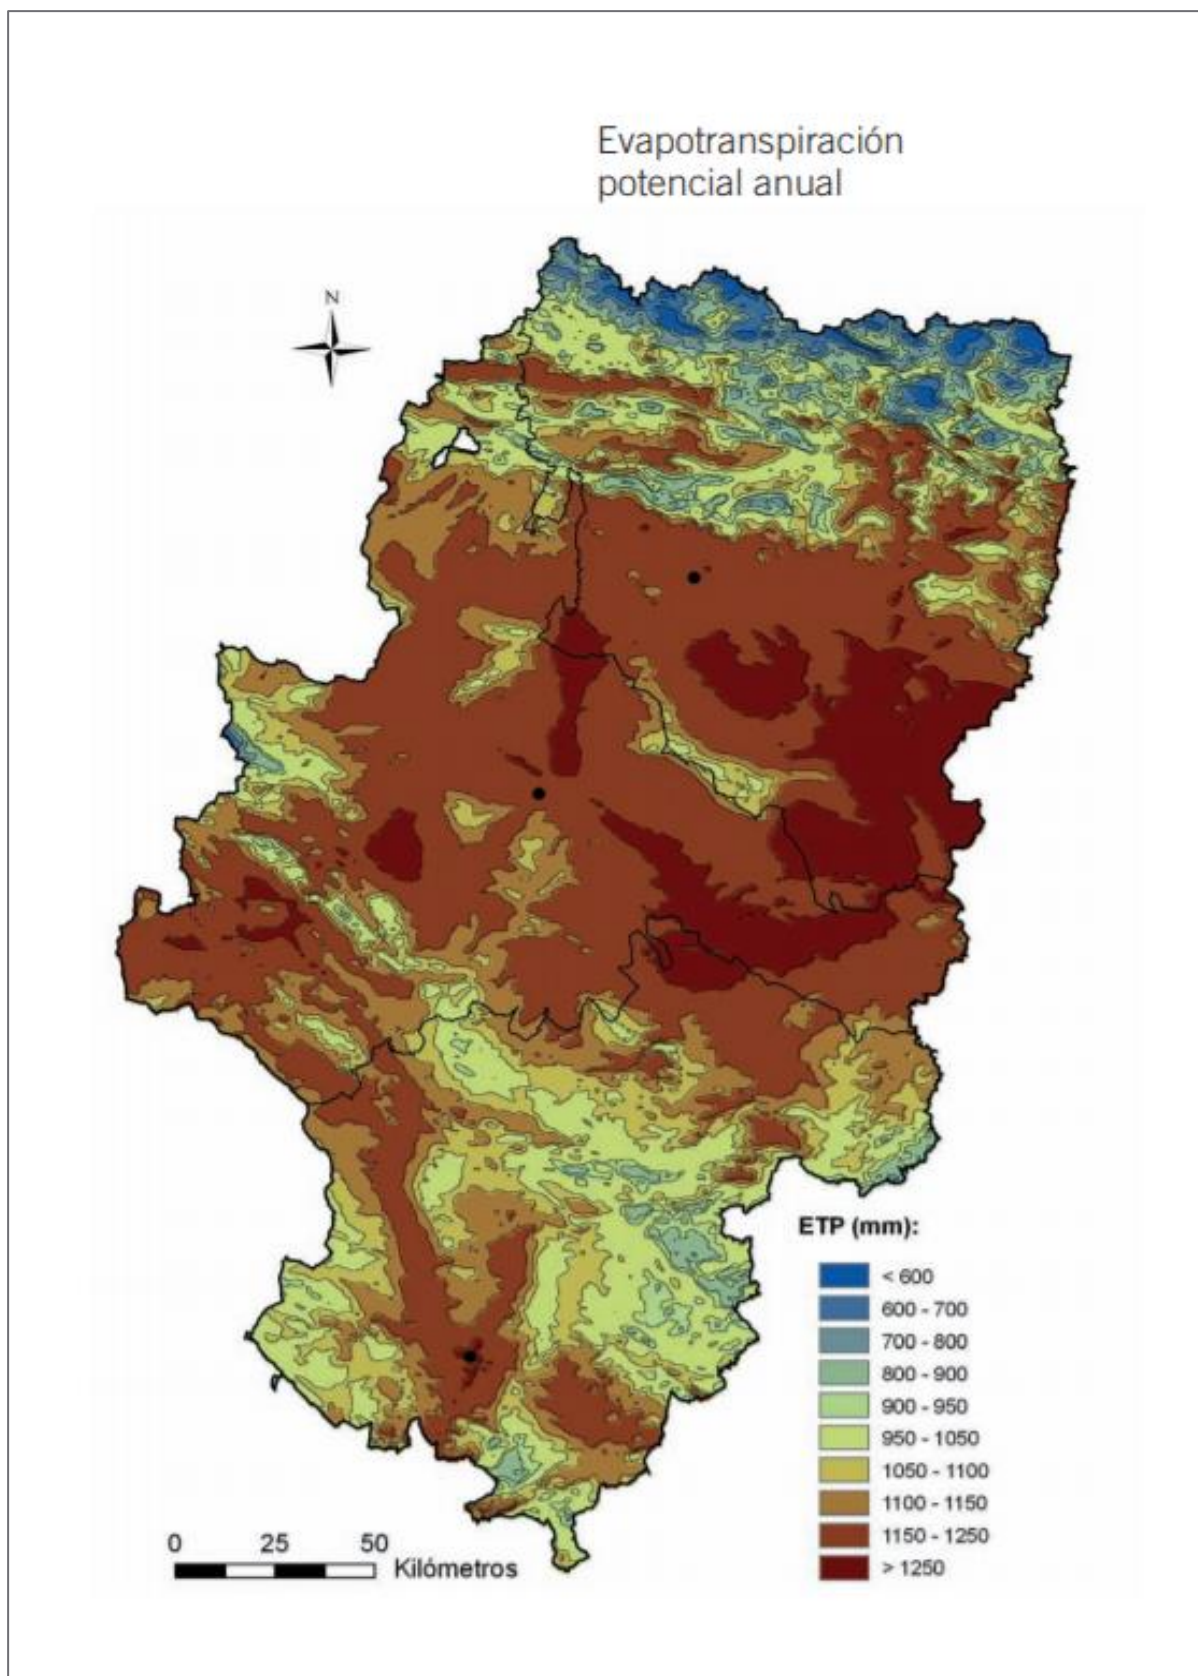 Evapotranspiración
potencial anual
N
ETP (mm):
< 600
600 - 700
700 - 800
800 - 900
900 - 950
950 - 1050
1050 - 1100
1100 - 1150
1150 - 1250
> 1250
0 25 50
Kilómetros